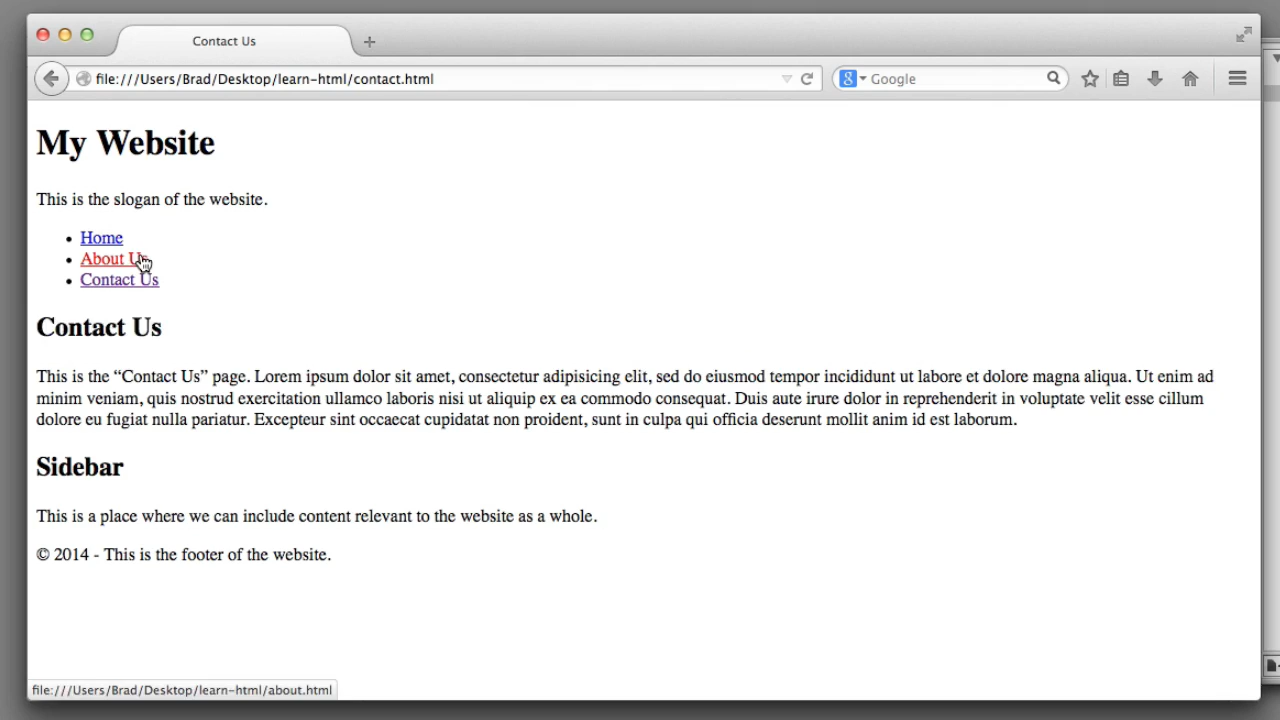 Contact Us
file:///Users/Brad/Desktop/learn-html/contact.html
Google
My Website
This is the slogan of the website.
Home
About Us
Contact Us
Contact Us
This is the “Contact Us” page. Lorem ipsum dolor sit amet, consectetur adipisicing elit, sed do eiusmod tempor incididunt ut labore et dolore magna aliqua. Ut enim ad
minim veniam, quis nostrud exercitation ullamco laboris nisi ut aliquip ex ea commodo consequat. Duis aute irure dolor in reprehenderit in voluptate velit esse cillum
dolore eu fugiat nulla pariatur. Excepteur sint occaecat cupidatat non proident, sunt in culpa qui officia deserunt mollit anim id est laborum.
Sidebar
This is a place where we can include content relevant to the website as a whole.
© 2014 - This is the footer of the website.
file:///Users/Brad/Desktop/learn-html/about.html